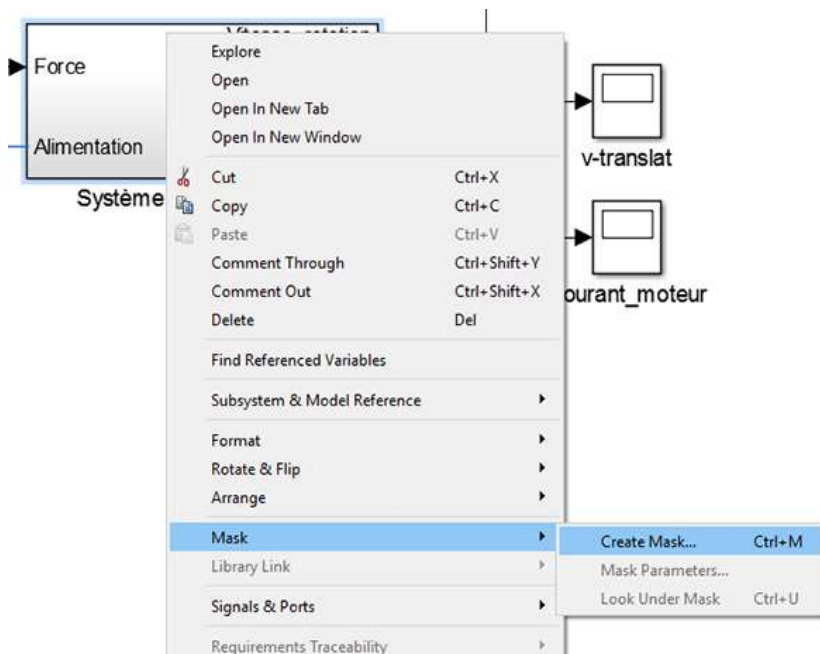 Force
Alimentation
Système
Explore
Open
Open In New Tab
Open In New Window
Cut Ctrl+X
Copy Ctrl+C
Paste Ctrl+V
Comment Through Ctrl+Shift+Y
Comment Out Ctrl+Shift+X
Delete Del
Find Referenced Variables
Subsystem & Model Reference
Format
Rotate & Flip
Arrange
Mask
Library Link
Signals & Ports
Requirements Traceability
Create Mask... Ctrl+M
Mask Parameters...
Look Under Mask Ctrl+U
v-translat
ourant_moteur